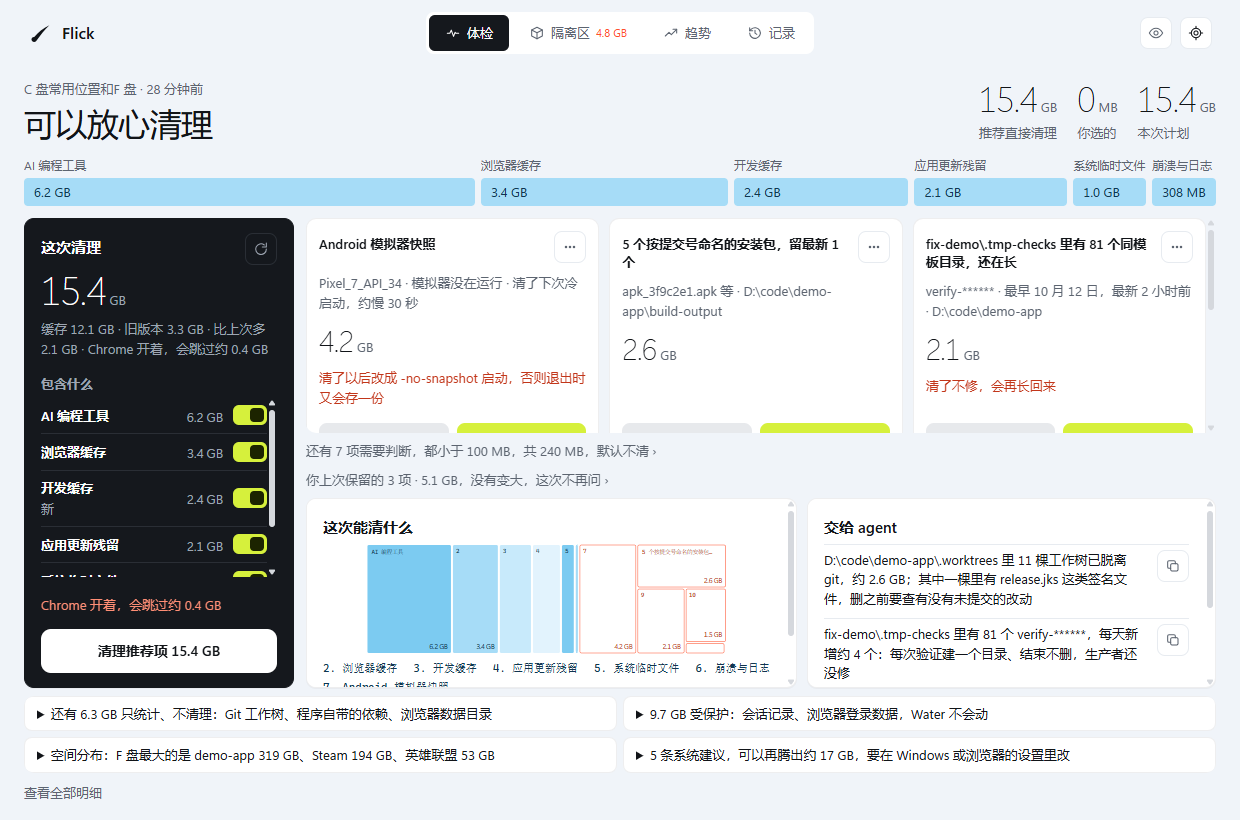 Flick
体检
隔离区 4.8 GB
趋势
记录
C 盘常用位置和F 盘 · 28 分钟前
可以放心清理
15.4 GB
推荐直接清理
0 MB
你选的
15.4 GB
本次计划
AI 编程工具
6.2 GB
浏览器缓存
3.4 GB
开发缓存
2.4 GB
应用更新残留
2.1 GB
系统临时文件
1.0 GB
崩溃与日志
308 MB
这次清理
15.4 GB
缓存 12.1 GB · 旧版本 3.3 GB · 比上次多
2.1 GB · Chrome 开着，会跳过约 0.4 GB
包含什么
AI 编程工具 6.2 GB
浏览器缓存 3.4 GB
开发缓存
新
2.4 GB
应用更新残留 2.1 GB
Chrome 开着，会跳过约 0.4 GB
清理推荐项 15.4 GB
Android 模拟器快照
Pixel_7_API_34 · 模拟器没在运行 · 清了下次冷
启动，约慢 30 秒
4.2 GB
清了以后改成 -no-snapshot 启动，否则退出时
又会存一份
5 个按提交号命名的安装包，留最新 1
个
apk_3f9c2e1.apk 等 · D:\code\demo-
app\build-output
2.6 GB
fix-demo\.tmp-checks 里有 81 个同模
板目录，还在长
verify-****** · 最早 10 月 12 日，最新 2 小时前
· D:\code\demo-app
2.1 GB
清了不修，会再长回来
还有 7 项需要判断，都小于 100 MB，共 240 MB，默认不清 ›
你上次保留的 3 项 · 5.1 GB，没有变大，这次不再问 ›
这次能清什么
AI 编程工具
6.2 GB
2
3.4 GB
3
4
5
7
4.2 GB
5 个按提交号命名的安装包…
2.6 GB
9
2.1 GB
10
1.5 GB
2. 浏览器缓存 3. 开发缓存 4. 应用更新残留 5. 系统临时文件 6. 崩溃与日志
7. Android 模拟器快照
交给 agent
D:\code\demo-app\.worktrees 里 11 棵工作树已脱离
git，约 2.6 GB；其中一棵里有 release.jks 这类签名文
件，删之前要查有没有未提交的改动
fix-demo\.tmp-checks 里有 81 个 verify-******，每天新
增约 4 个：每次验证建一个目录、结束不删，生产者还
没修
▶ 还有 6.3 GB 只统计、不清理：Git 工作树、程序自带的依赖、浏览器数据目录
▶ 9.7 GB 受保护：会话记录、浏览器登录数据，Water 不会动
▶ 空间分布：F 盘最大的是 demo-app 319 GB、Steam 194 GB、英雄联盟 53 GB
▶ 5 条系统建议，可以再腾出约 17 GB，要在 Windows 或浏览器的设置里改
查看全部明细